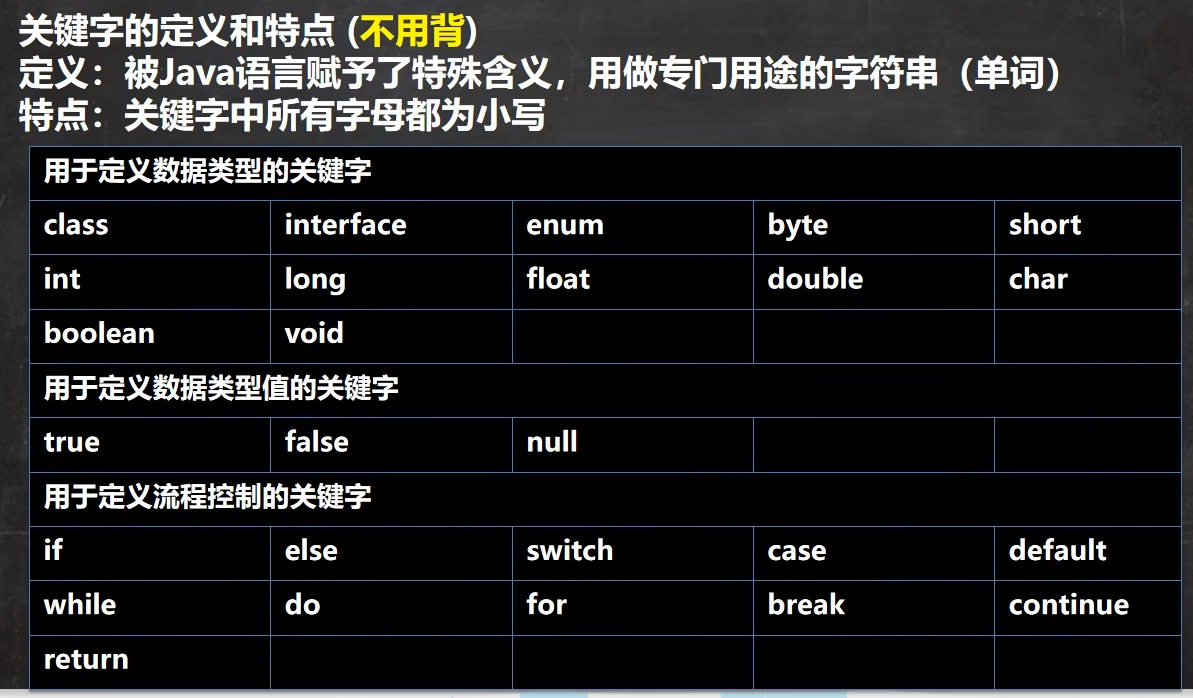 关键字的定义和特点 (不用背)
定义：被Java语言赋予了特殊含义，用做专门用途的字符串（单词）
特点：关键字中所有字母都为小写
用于定义数据类型的关键字
class interface enum byte short
int long float double char
boolean void
用于定义数据类型值的关键字
true false null
用于定义流程控制的关键字
if else switch case default
while do for break continue
return